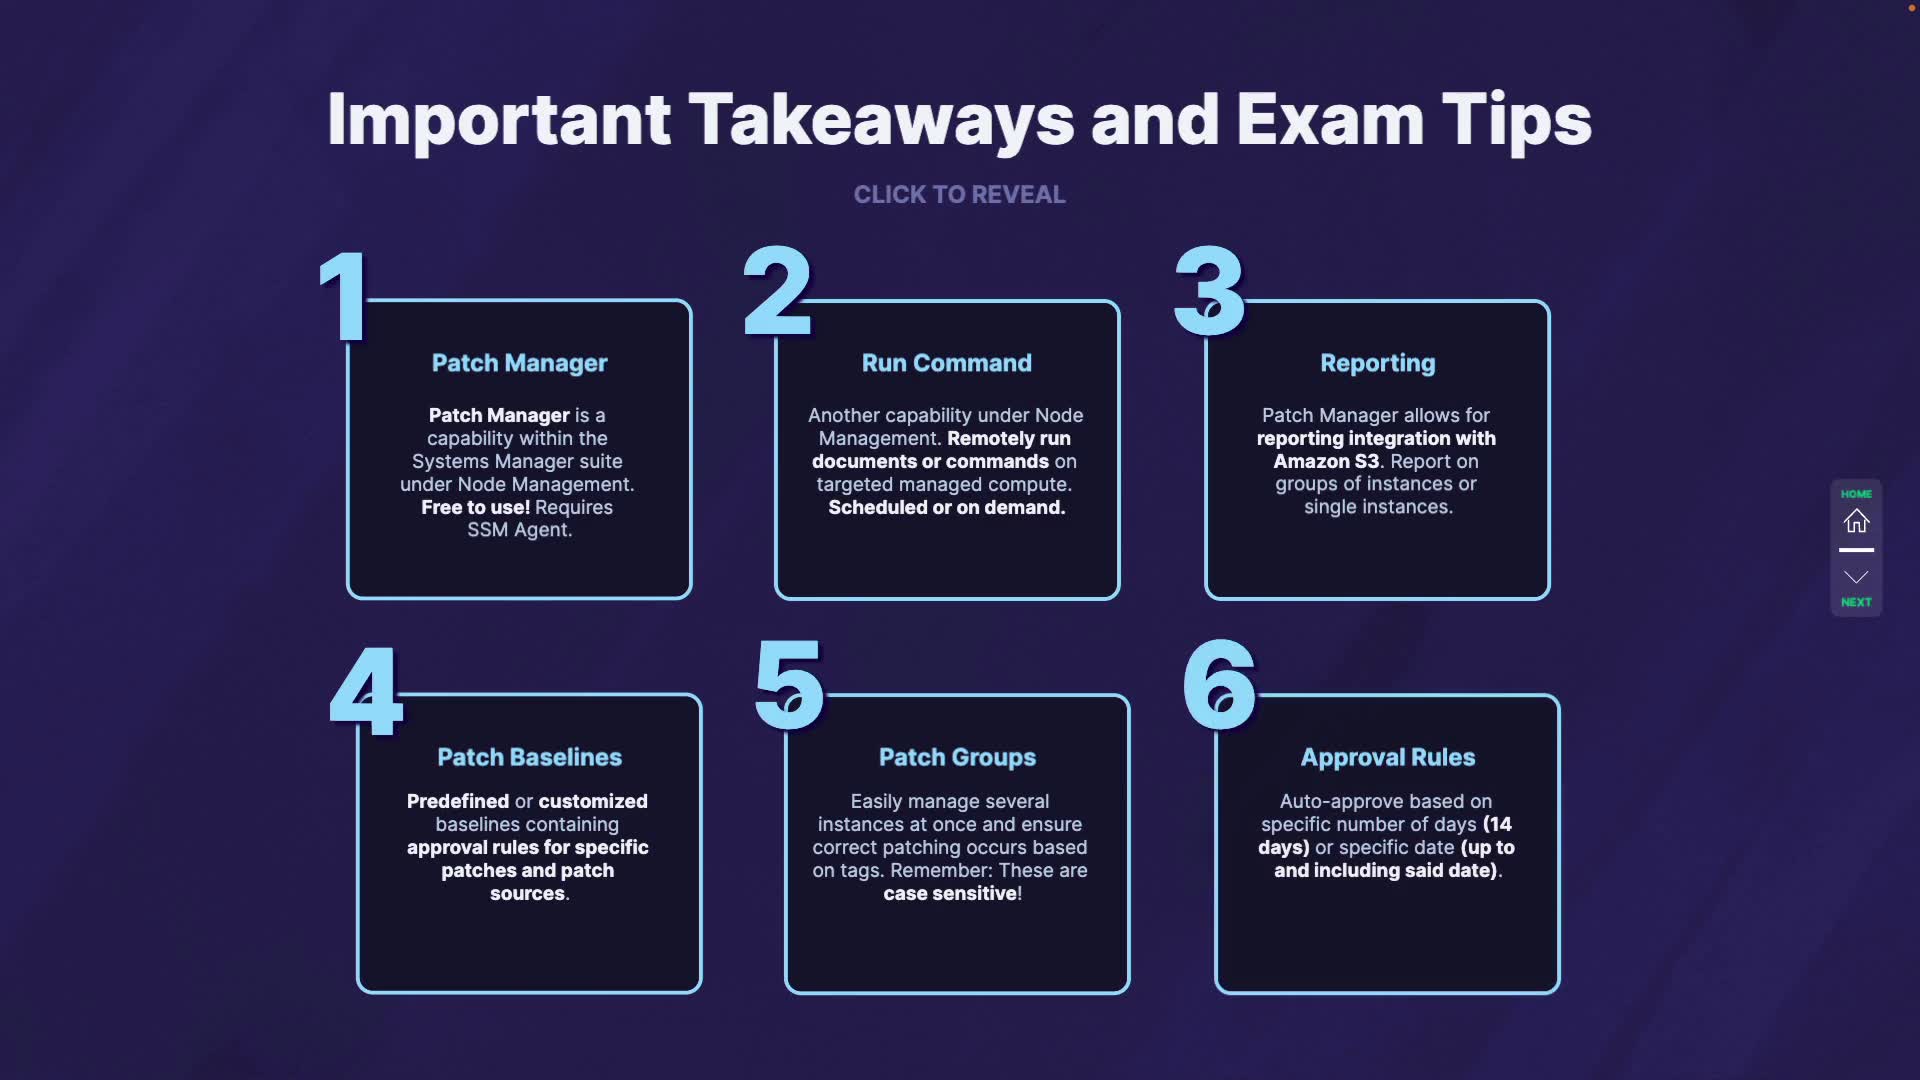 Important Takeaways and Exam Tips
CLICK TO REVEAL
1
Patch Manager
Patch Manager is a
capability within the
Systems Manager suite
under Node Management.
Free to use! Requires
SSM Agent.
2
Run Command
Another capability under Node
Management. Remotely run
documents or commands on
targeted managed compute.
Scheduled or on demand.
3
Reporting
Patch Manager allows for
reporting integration with
Amazon S3. Report on
groups of instances or
single instances.
4
Patch Baselines
Predefined or customized
baselines containing
approval rules for specific
patches and patch
sources.
5
Patch Groups
Easily manage several
instances at once and ensure
correct patching occurs based
on tags. Remember: These are
case sensitive!
6
Approval Rules
Auto-approve based on
specific number of days (14
days) or specific date (up to
and including said date).
HOME
NEXT